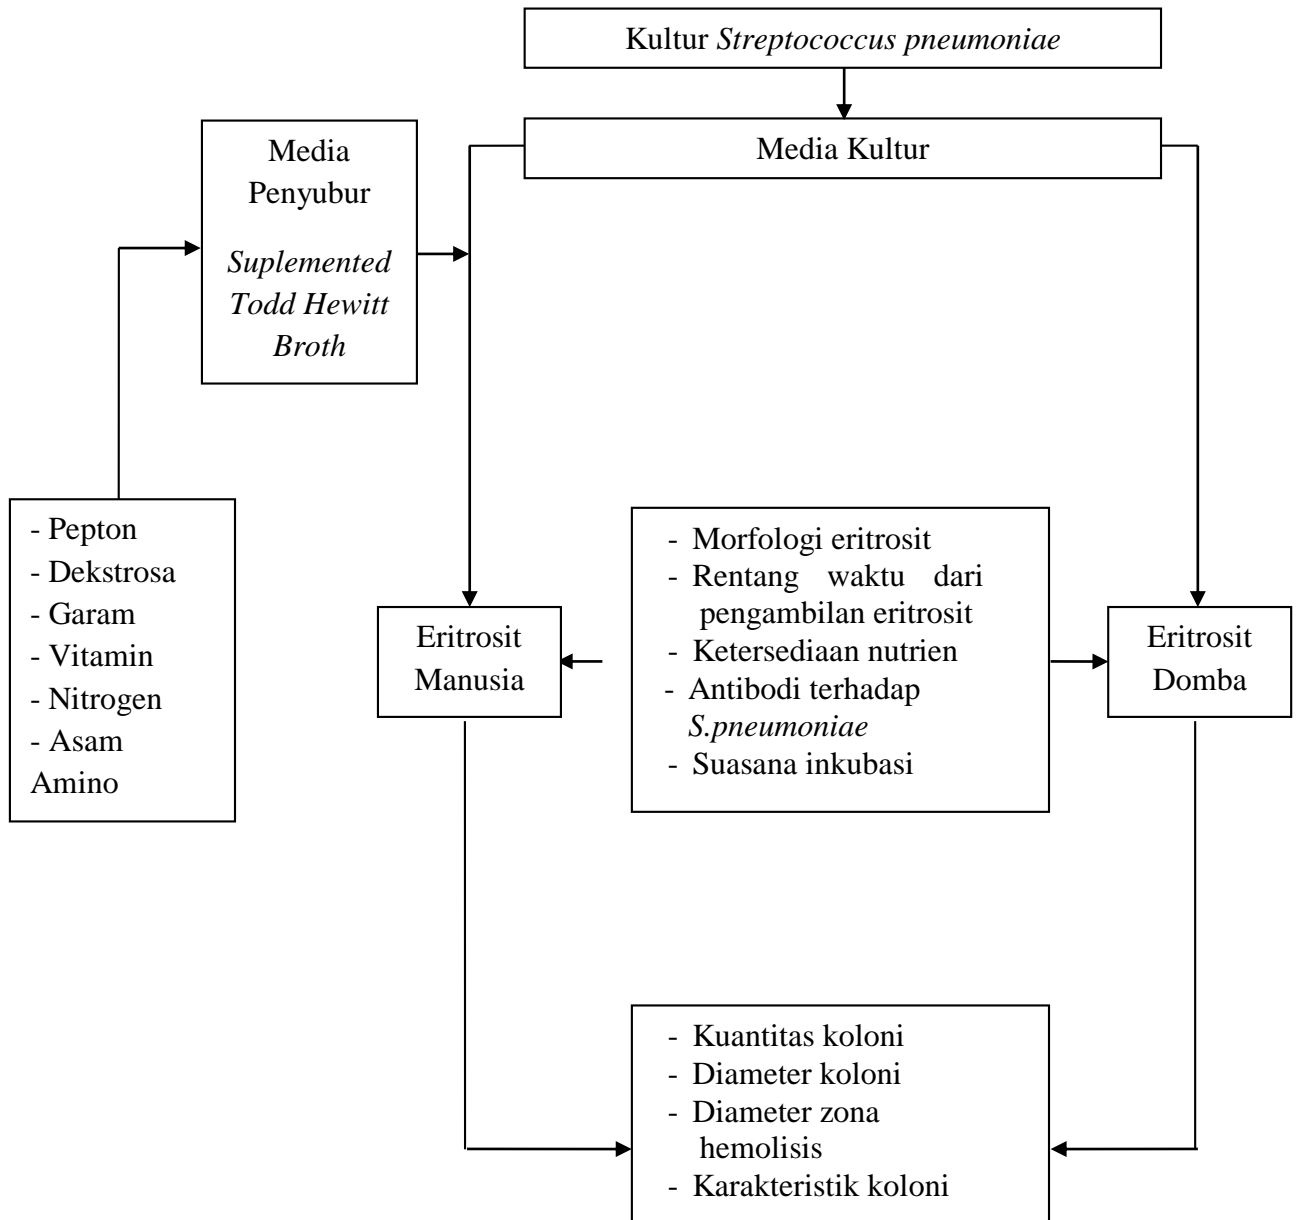 Kultur Streptococcus pneumoniae
Media Kultur
Media
Penyubur
Suplemented
Todd Hewitt
Broth
- Pepton
- Dekstrosa
- Garam
- Vitamin
- Nitrogen
- Asam
Amino
Eritrosit
Manusia
- Morfologi eritrosit
- Rentang waktu dari
pengambilan eritrosit
- Ketersediaan nutrien
- Antibodi terhadap
S.pneumoniae
- Suasana inkubasi
Eritrosit
Domba
- Kuantitas koloni
- Diameter koloni
- Diameter zona
hemolisis
- Karakteristik koloni